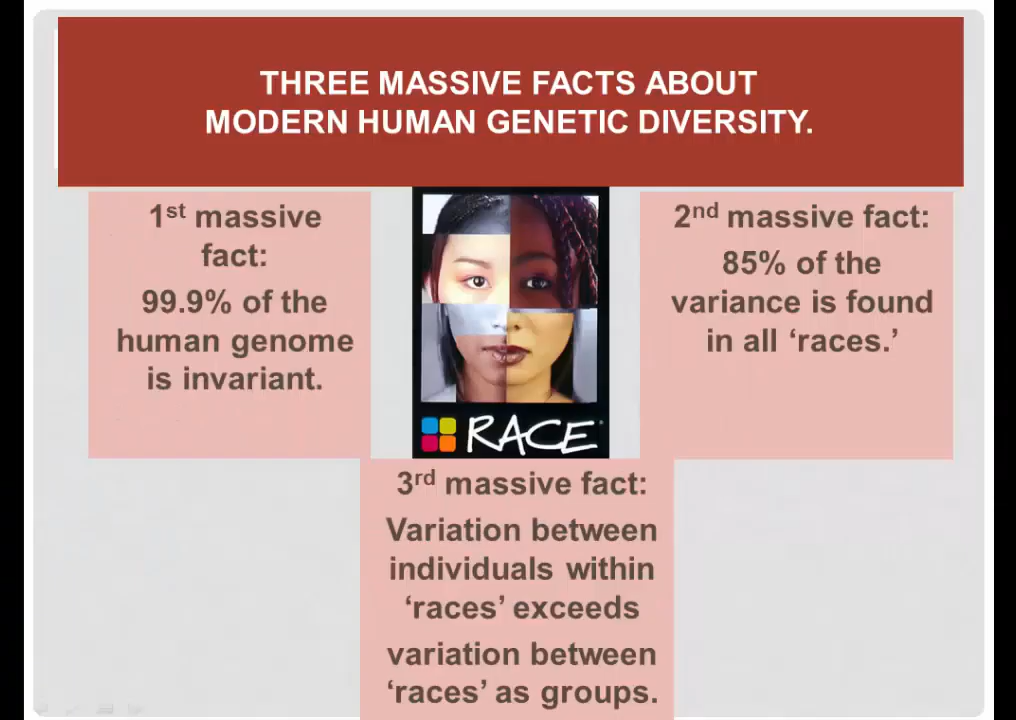 THREE MASSIVE FACTS ABOUT
MODERN HUMAN GENETIC DIVERSITY.
1st massive
fact:
99.9% of the
human genome
is invariant.
RACE
2nd massive fact:
85% of the
variance is found
in all ‘races.’
3rd massive fact:
Variation between
individuals within
‘races’ exceeds
variation between
‘races’ as groups.